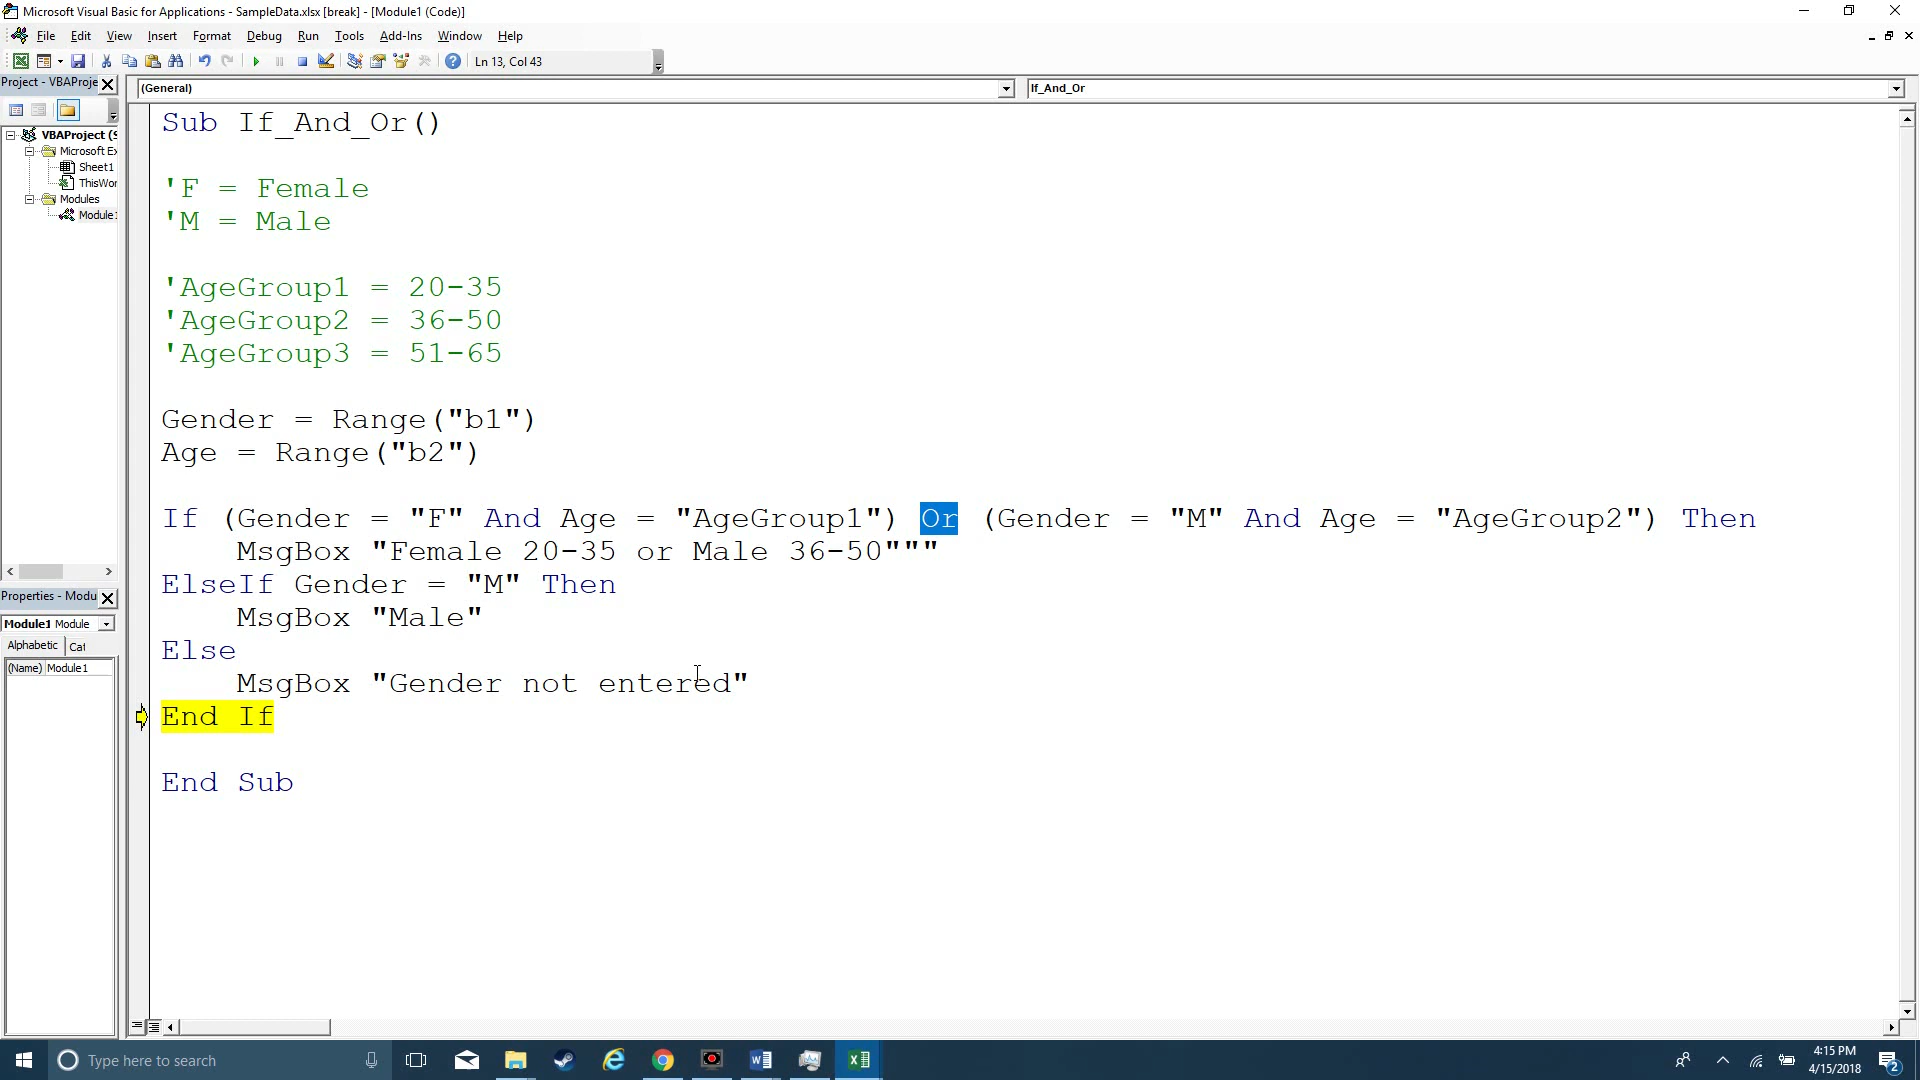 Microsoft Visual Basic for Applications - SampleData.xlsx [break] - [Module1 (Code)]
File Edit View Insert Format Debug Run Tools Add-Ins Window Help
Ln 13, Col 43
Project - VBAProje
(General) If_And_Or
VBAProject (S
Microsoft Ex
Sheet1
ThisWor
Modules
Module1
Sub If_And_Or()
'F = Female
'M = Male
'AgeGroup1 = 20-35
'AgeGroup2 = 36-50
'AgeGroup3 = 51-65
Gender = Range("b1")
Age = Range("b2")
If (Gender = "F" And Age = "AgeGroup1") Or (Gender = "M" And Age = "AgeGroup2") Then
MsgBox "Female 20-35 or Male 36-50"""
ElseIf Gender = "M" Then
MsgBox "Male"
Else
MsgBox "Gender not entered"
End If
End Sub
Properties - Modu
Module1 Module
Alphabetic Cat
(Name) Module1
Type here to search
4:15 PM
4/15/2018
2